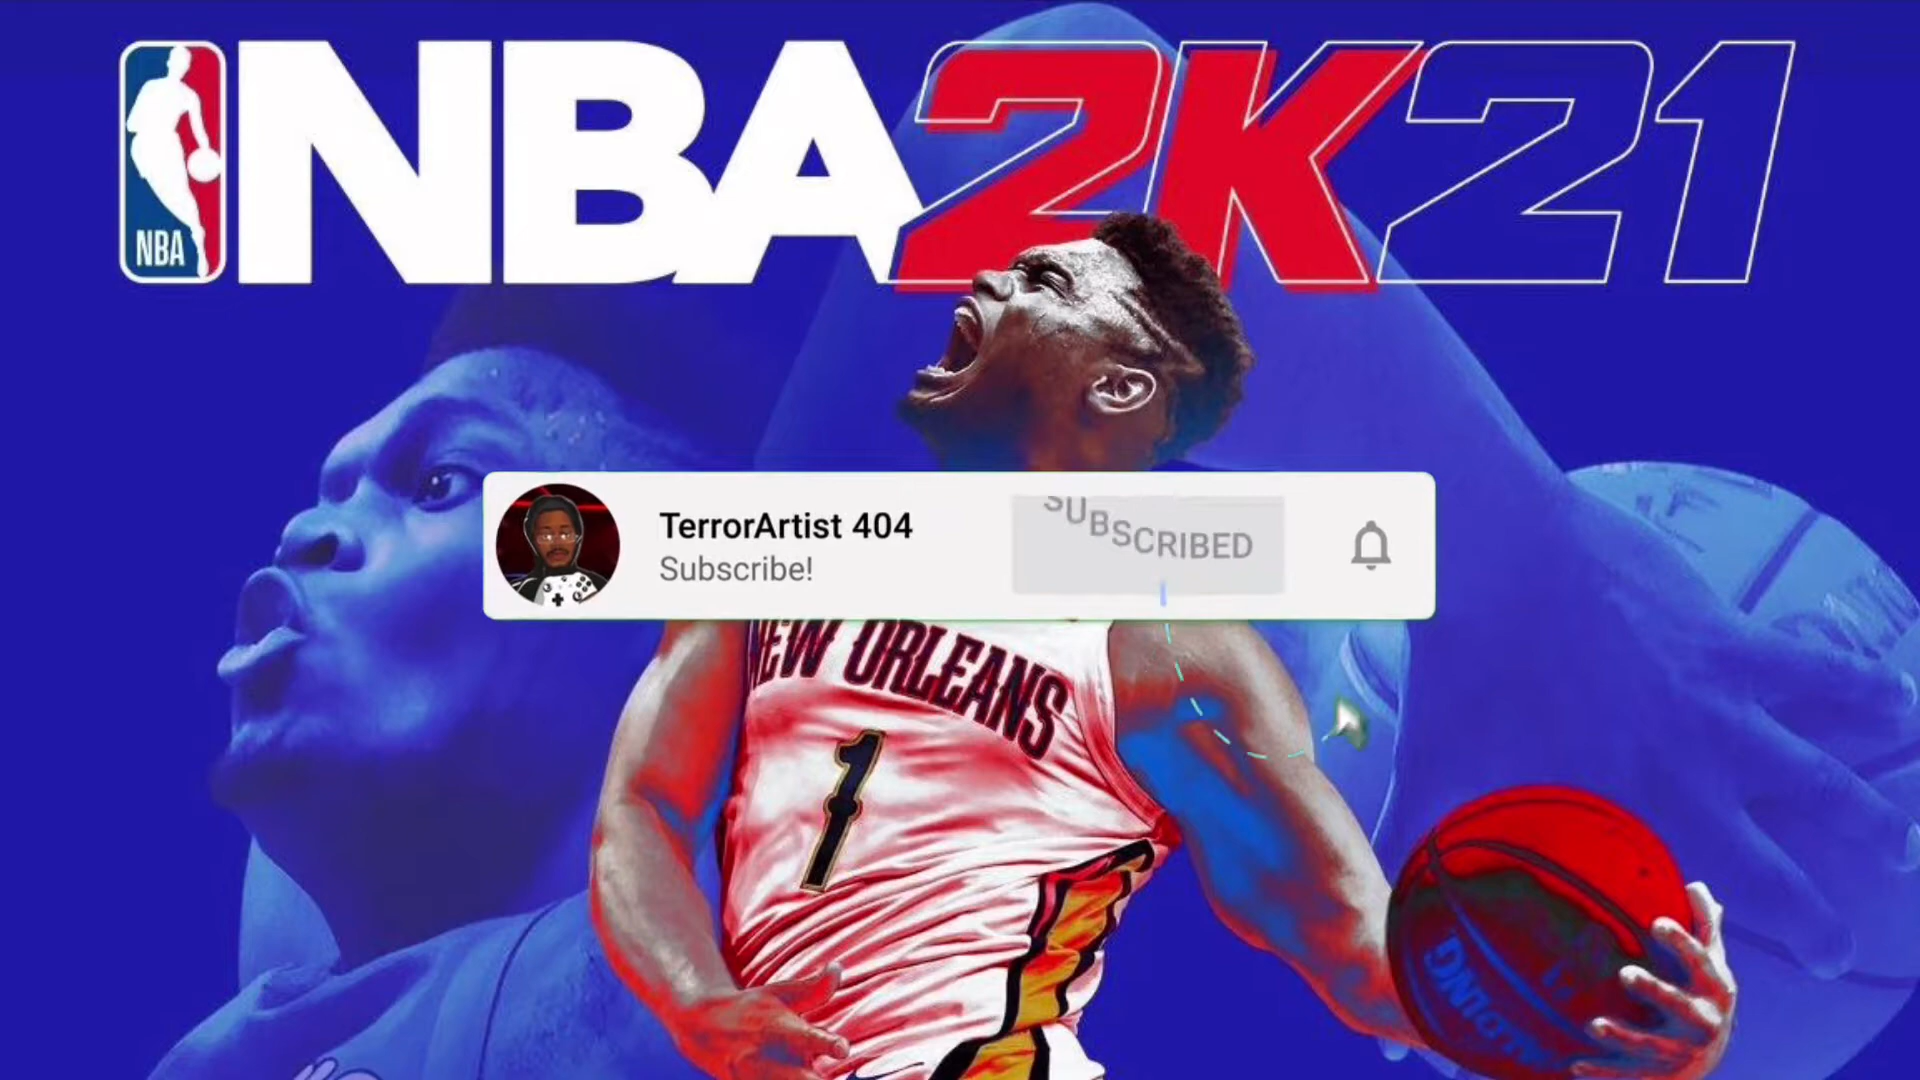 NBA2K21
NBA
TerrorArtist 404
SUBSCRIBED
Subscribe!
NEW ORLEANS
1